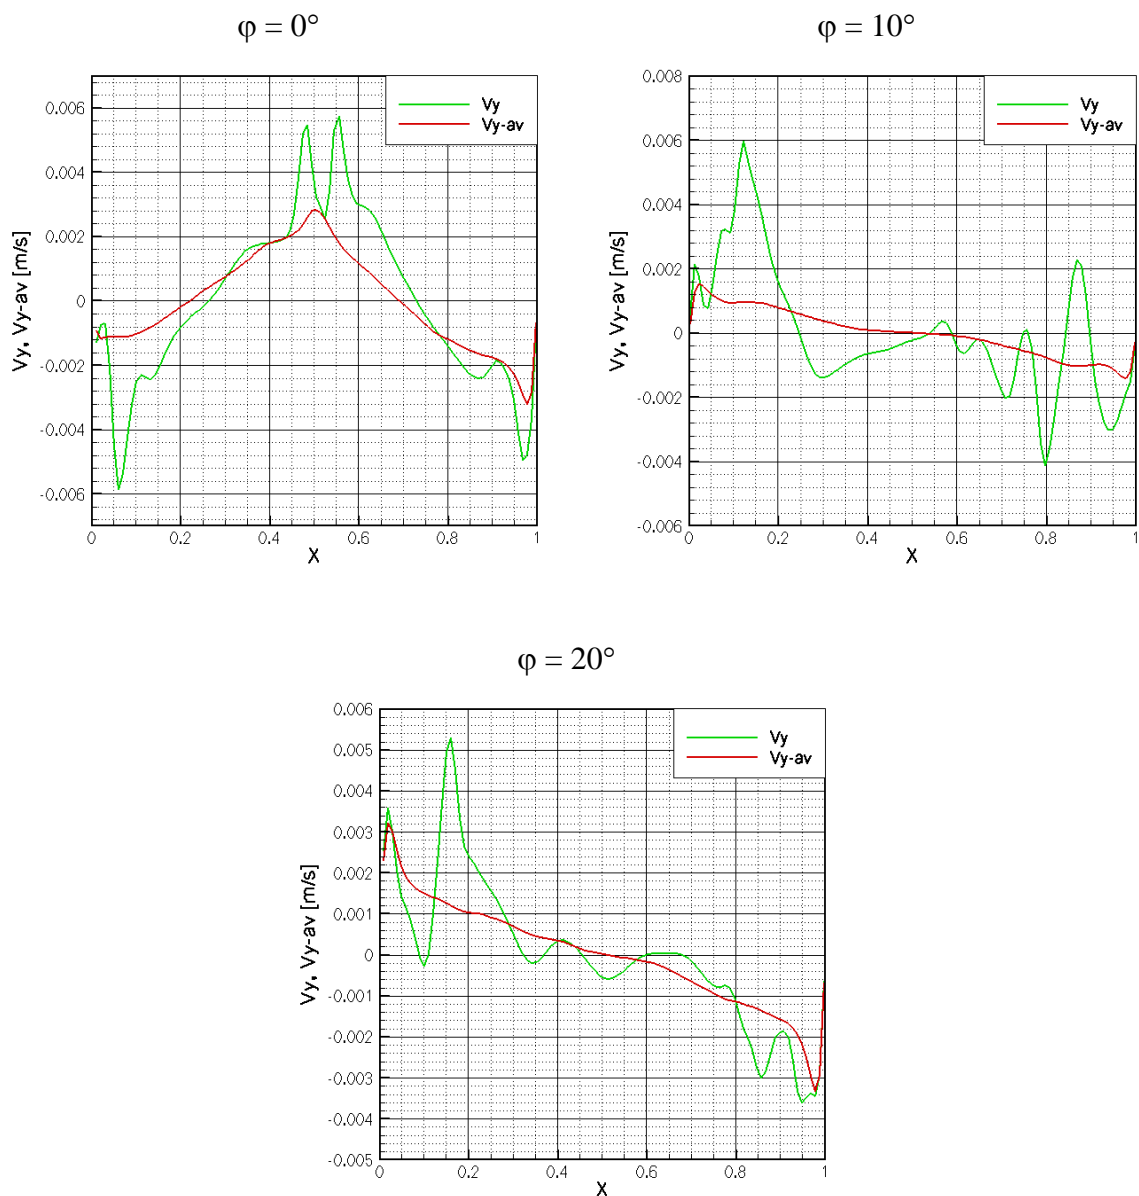 φ = 0°
φ = 10°
Vy, Vy-av [m/s]
0.006
0.004
0.002
0
-0.002
-0.004
-0.006
Vy
Vy-av
0 0.2 0.4 0.6 0.8 1
X
Vy, Vy-av [m/s]
0.008
0.006
0.004
0.002
0
-0.002
-0.004
-0.006
Vy
Vy-av
0 0.2 0.4 0.6 0.8 1
X
φ = 20°
Vy, Vy-av [m/s]
0.006
0.005
0.004
0.003
0.002
0.001
0
-0.001
-0.002
-0.003
-0.004
-0.005
Vy
Vy-av
0 0.2 0.4 0.6 0.8 1
X